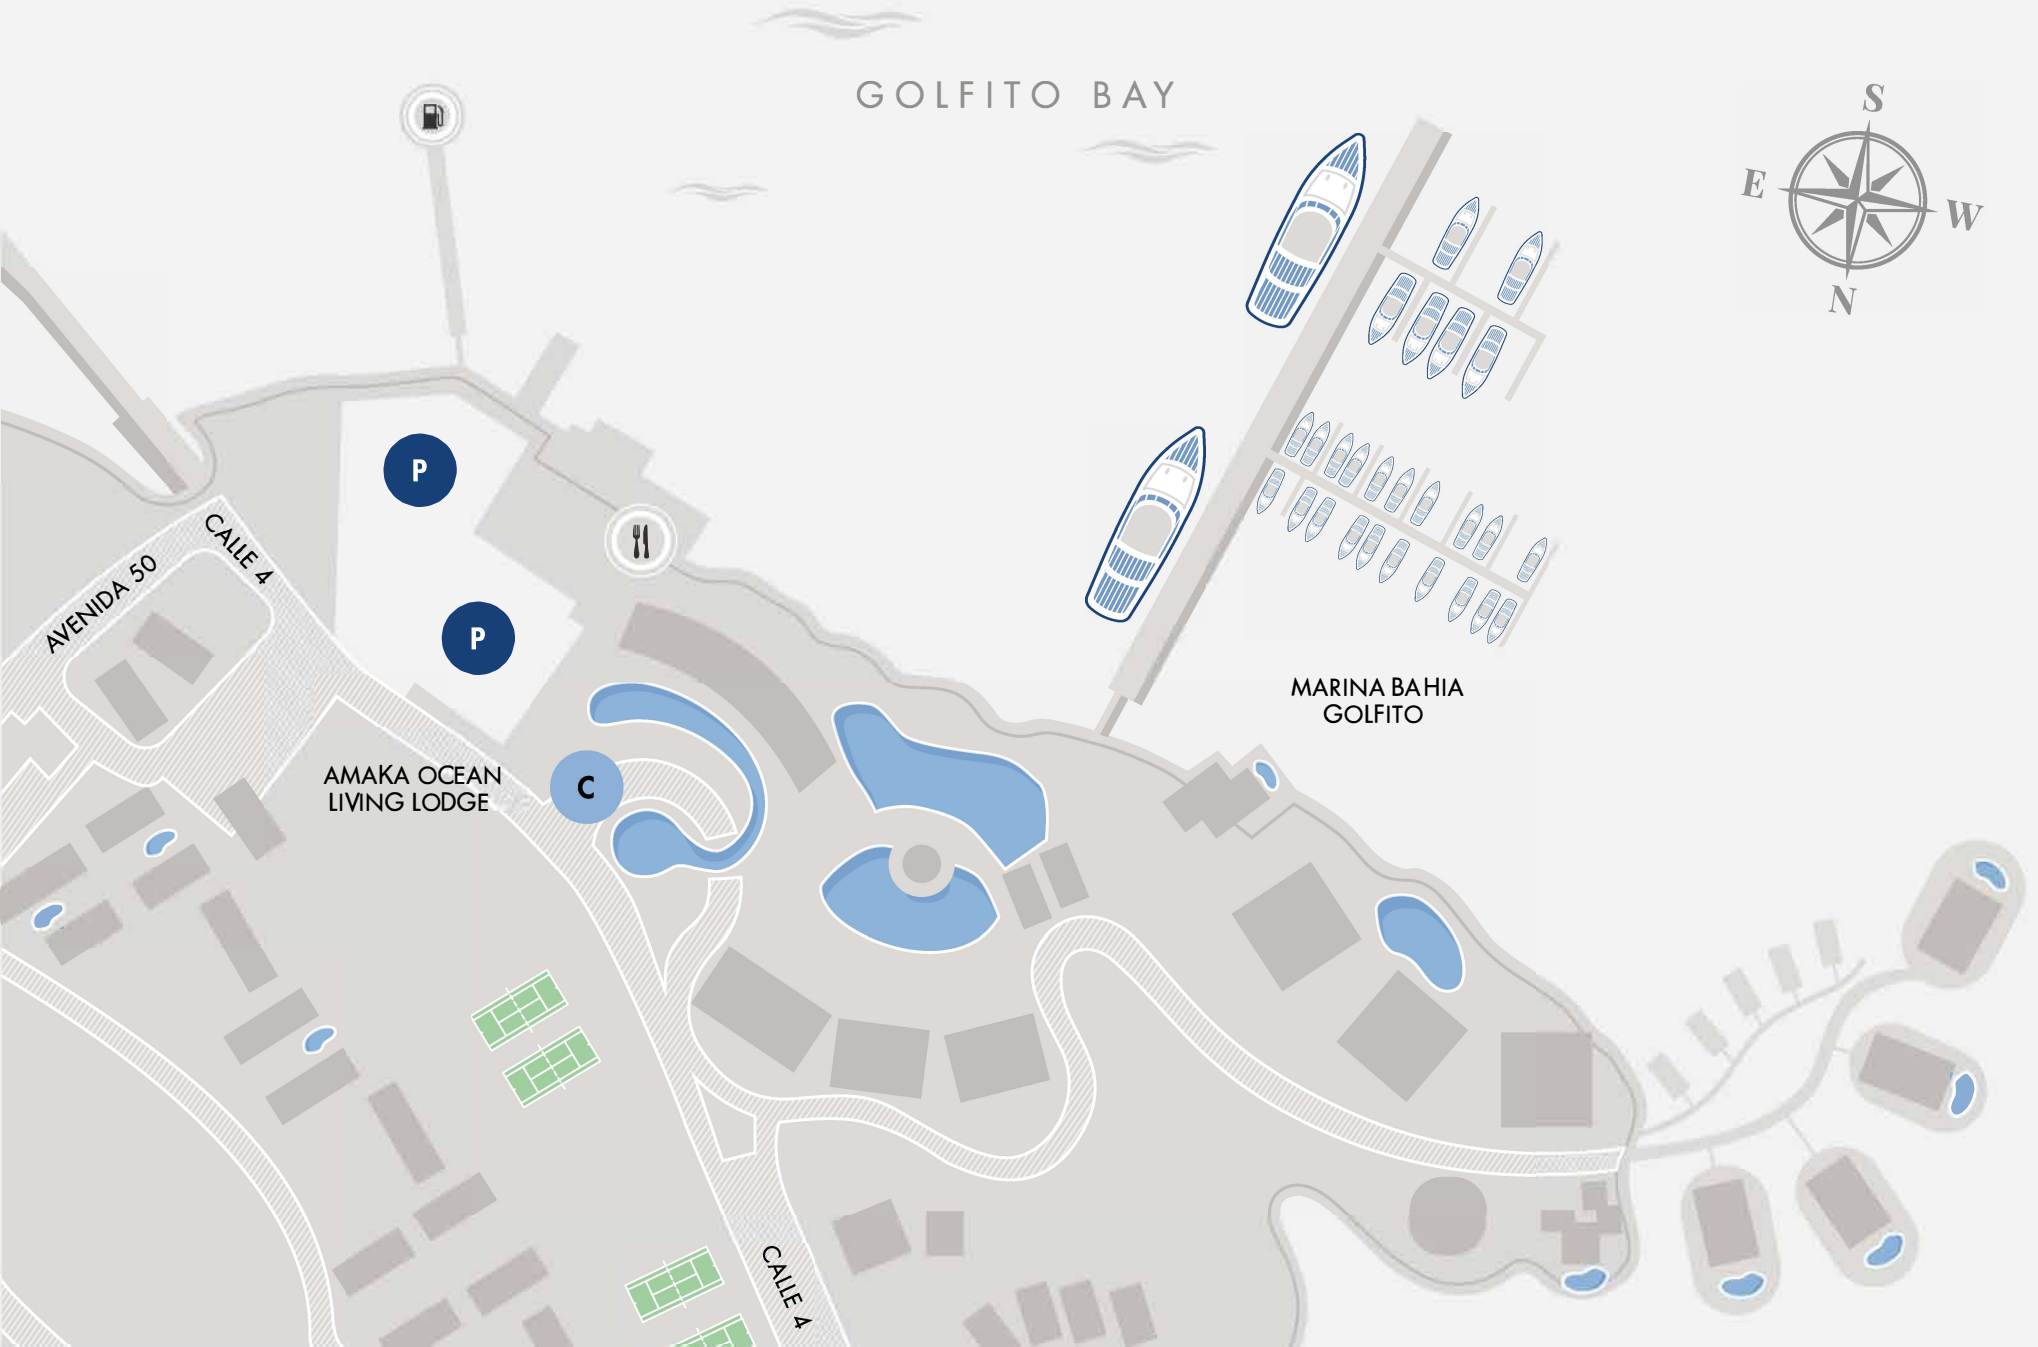 GOLFITO BAY
S
E
W
N
P
CALLE 4
AVENIDA 50
P
MARINA BAHIA
GOLFITO
AMAKA OCEAN
LIVING LODGE
C
CALLE 4